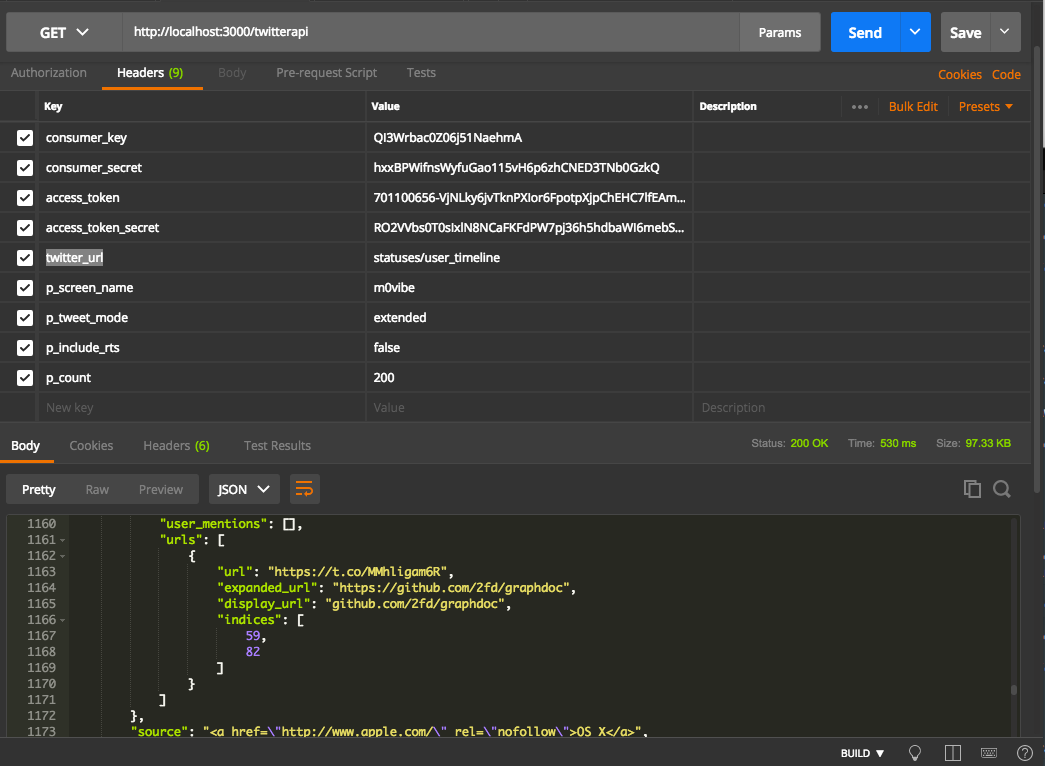 GET http://localhost:3000/twitterapi Params Send Save
Authorization Headers (9) Body Pre-request Script Tests Cookies Code
Key Value Description Bulk Edit Presets
consumer_key QI3Wrbac0Z06j51NaehmA
consumer_secret hxxBPWifnsWyfuGao115vH6p6zhCNED3TNb0GzkQ
access_token 701100656-VjNLky6jvTknPXIor6FpotpXjpChEHC7lfEAm...
access_token_secret RO2VVbs0T0sIxlN8NCaFKFdPW7pj36h5hdbaWI6mebS...
twitter_url statuses/user_timeline
p_screen_name m0vibe
p_tweet_mode extended
p_include_rts false
p_count 200
New key Value Description
Body Cookies Headers (6) Test Results Status: 200 OK Time: 530 ms Size: 97.33 KB
Pretty Raw Preview JSON
1160 "user_mentions": [],
1161 "urls": [
1162 {
1163 "url": "https://t.co/MMhligam6R",
1164 "expanded_url": "https://github.com/2fd/graphdoc",
1165 "display_url": "github.com/2fd/graphdoc",
1166 "indices": [
1167 59,
1168 82
1169 ]
1170 }
1171 ]
1172 },
1173 "source": "<a href=\"http://www.apple.com/\" rel=\"nofollow\">OS X</a>",
BUILD